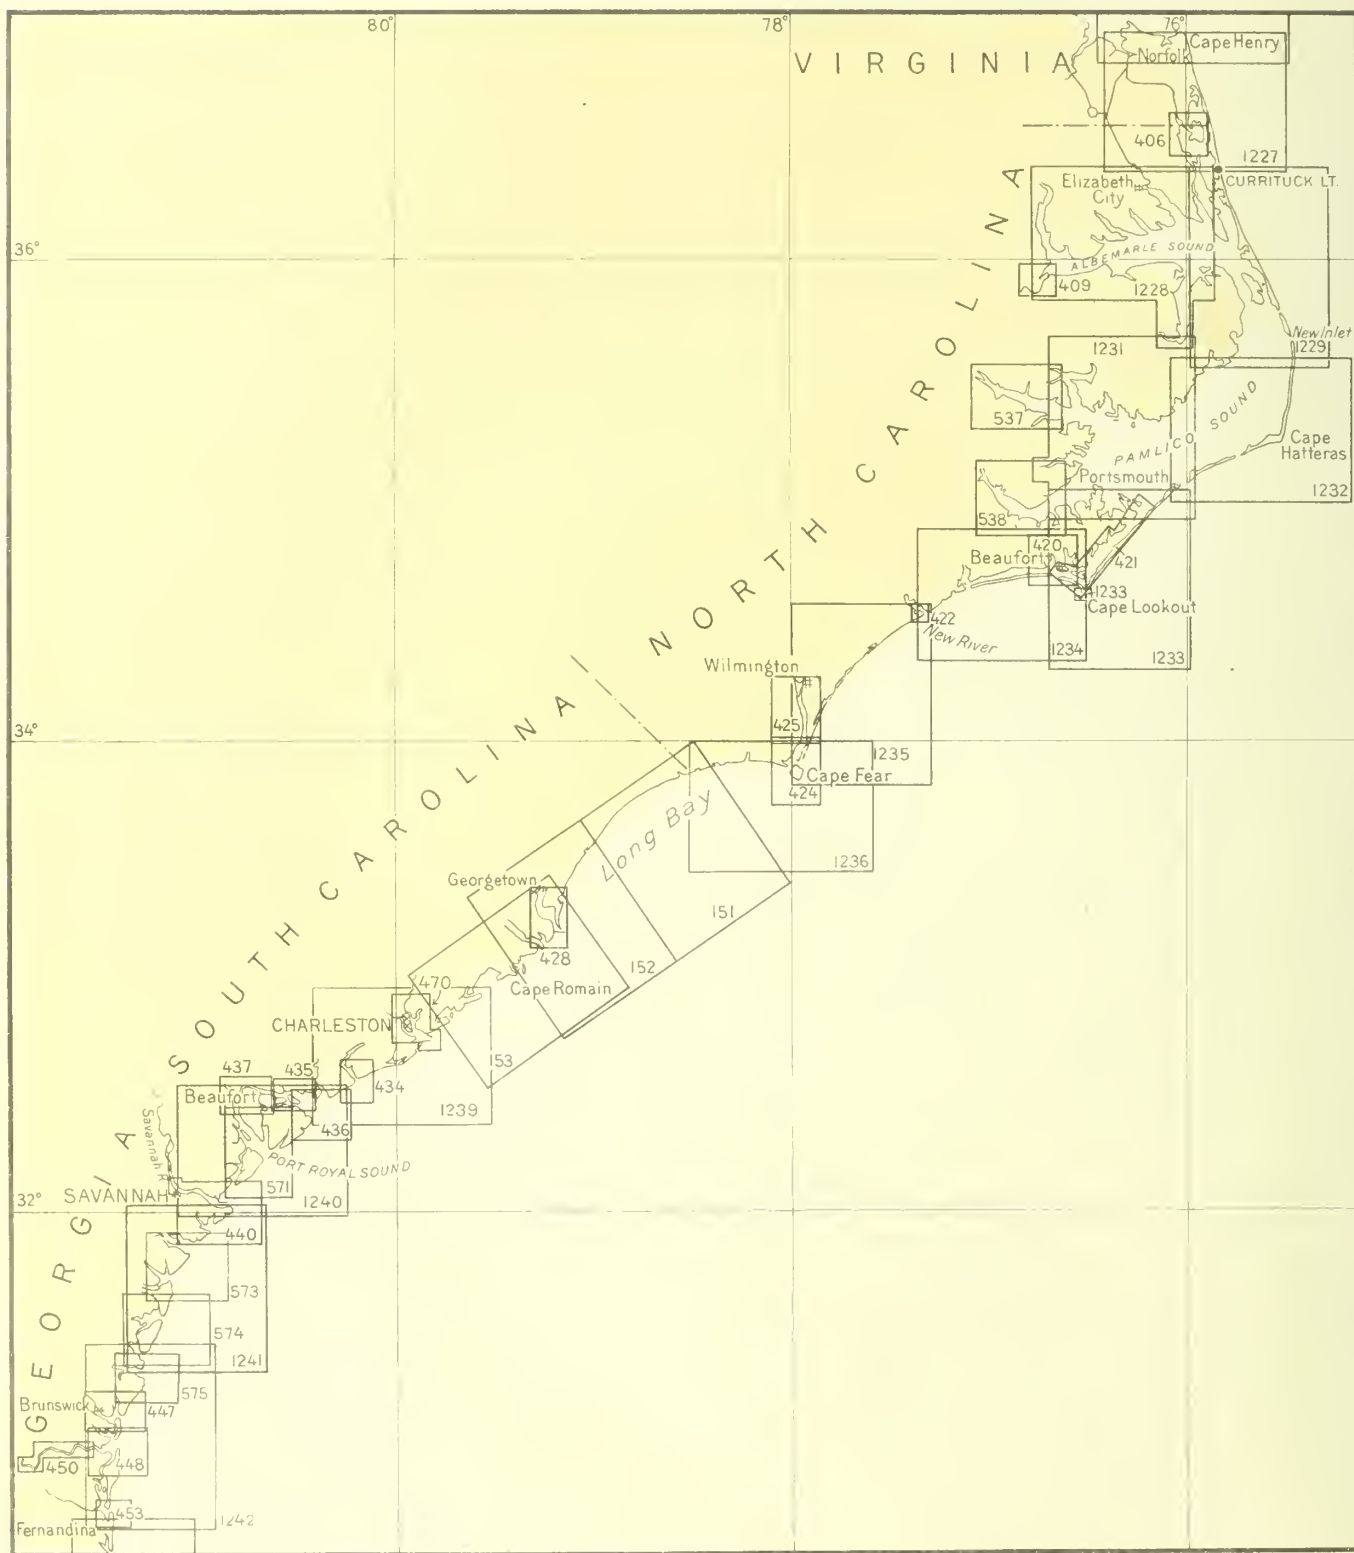 80°
78°
76°
VIRGINIA
Cape Henry
Norfolk
406
1227
CURRITUCK LT.
Elizabeth
City
36°
ALBEMARLE SOUND
409
1228
New Inlet
1229
1231
537
PAMLICO SOUND
Cape
Hatteras
Portsmouth
1232
538
420
Beaufort
421
1233
Cape Lookout
422
New River
1234
1233
NORTH CAROLINA
Wilmington
34°
425
1235
Cape Fear
424
Long Bay
1236
Georgetown
151
428
152
Cape Romain
470
CHARLESTON
153
SOUTH CAROLINA
437
435
434
Beaufort
1239
436
Savannah R.
PORT ROYAL SOUND
571
SAVANNAH
1240
32°
440
573
574
1241
GEORGIA
575
Brunswick
447
450
448
453
1242
Fernandina